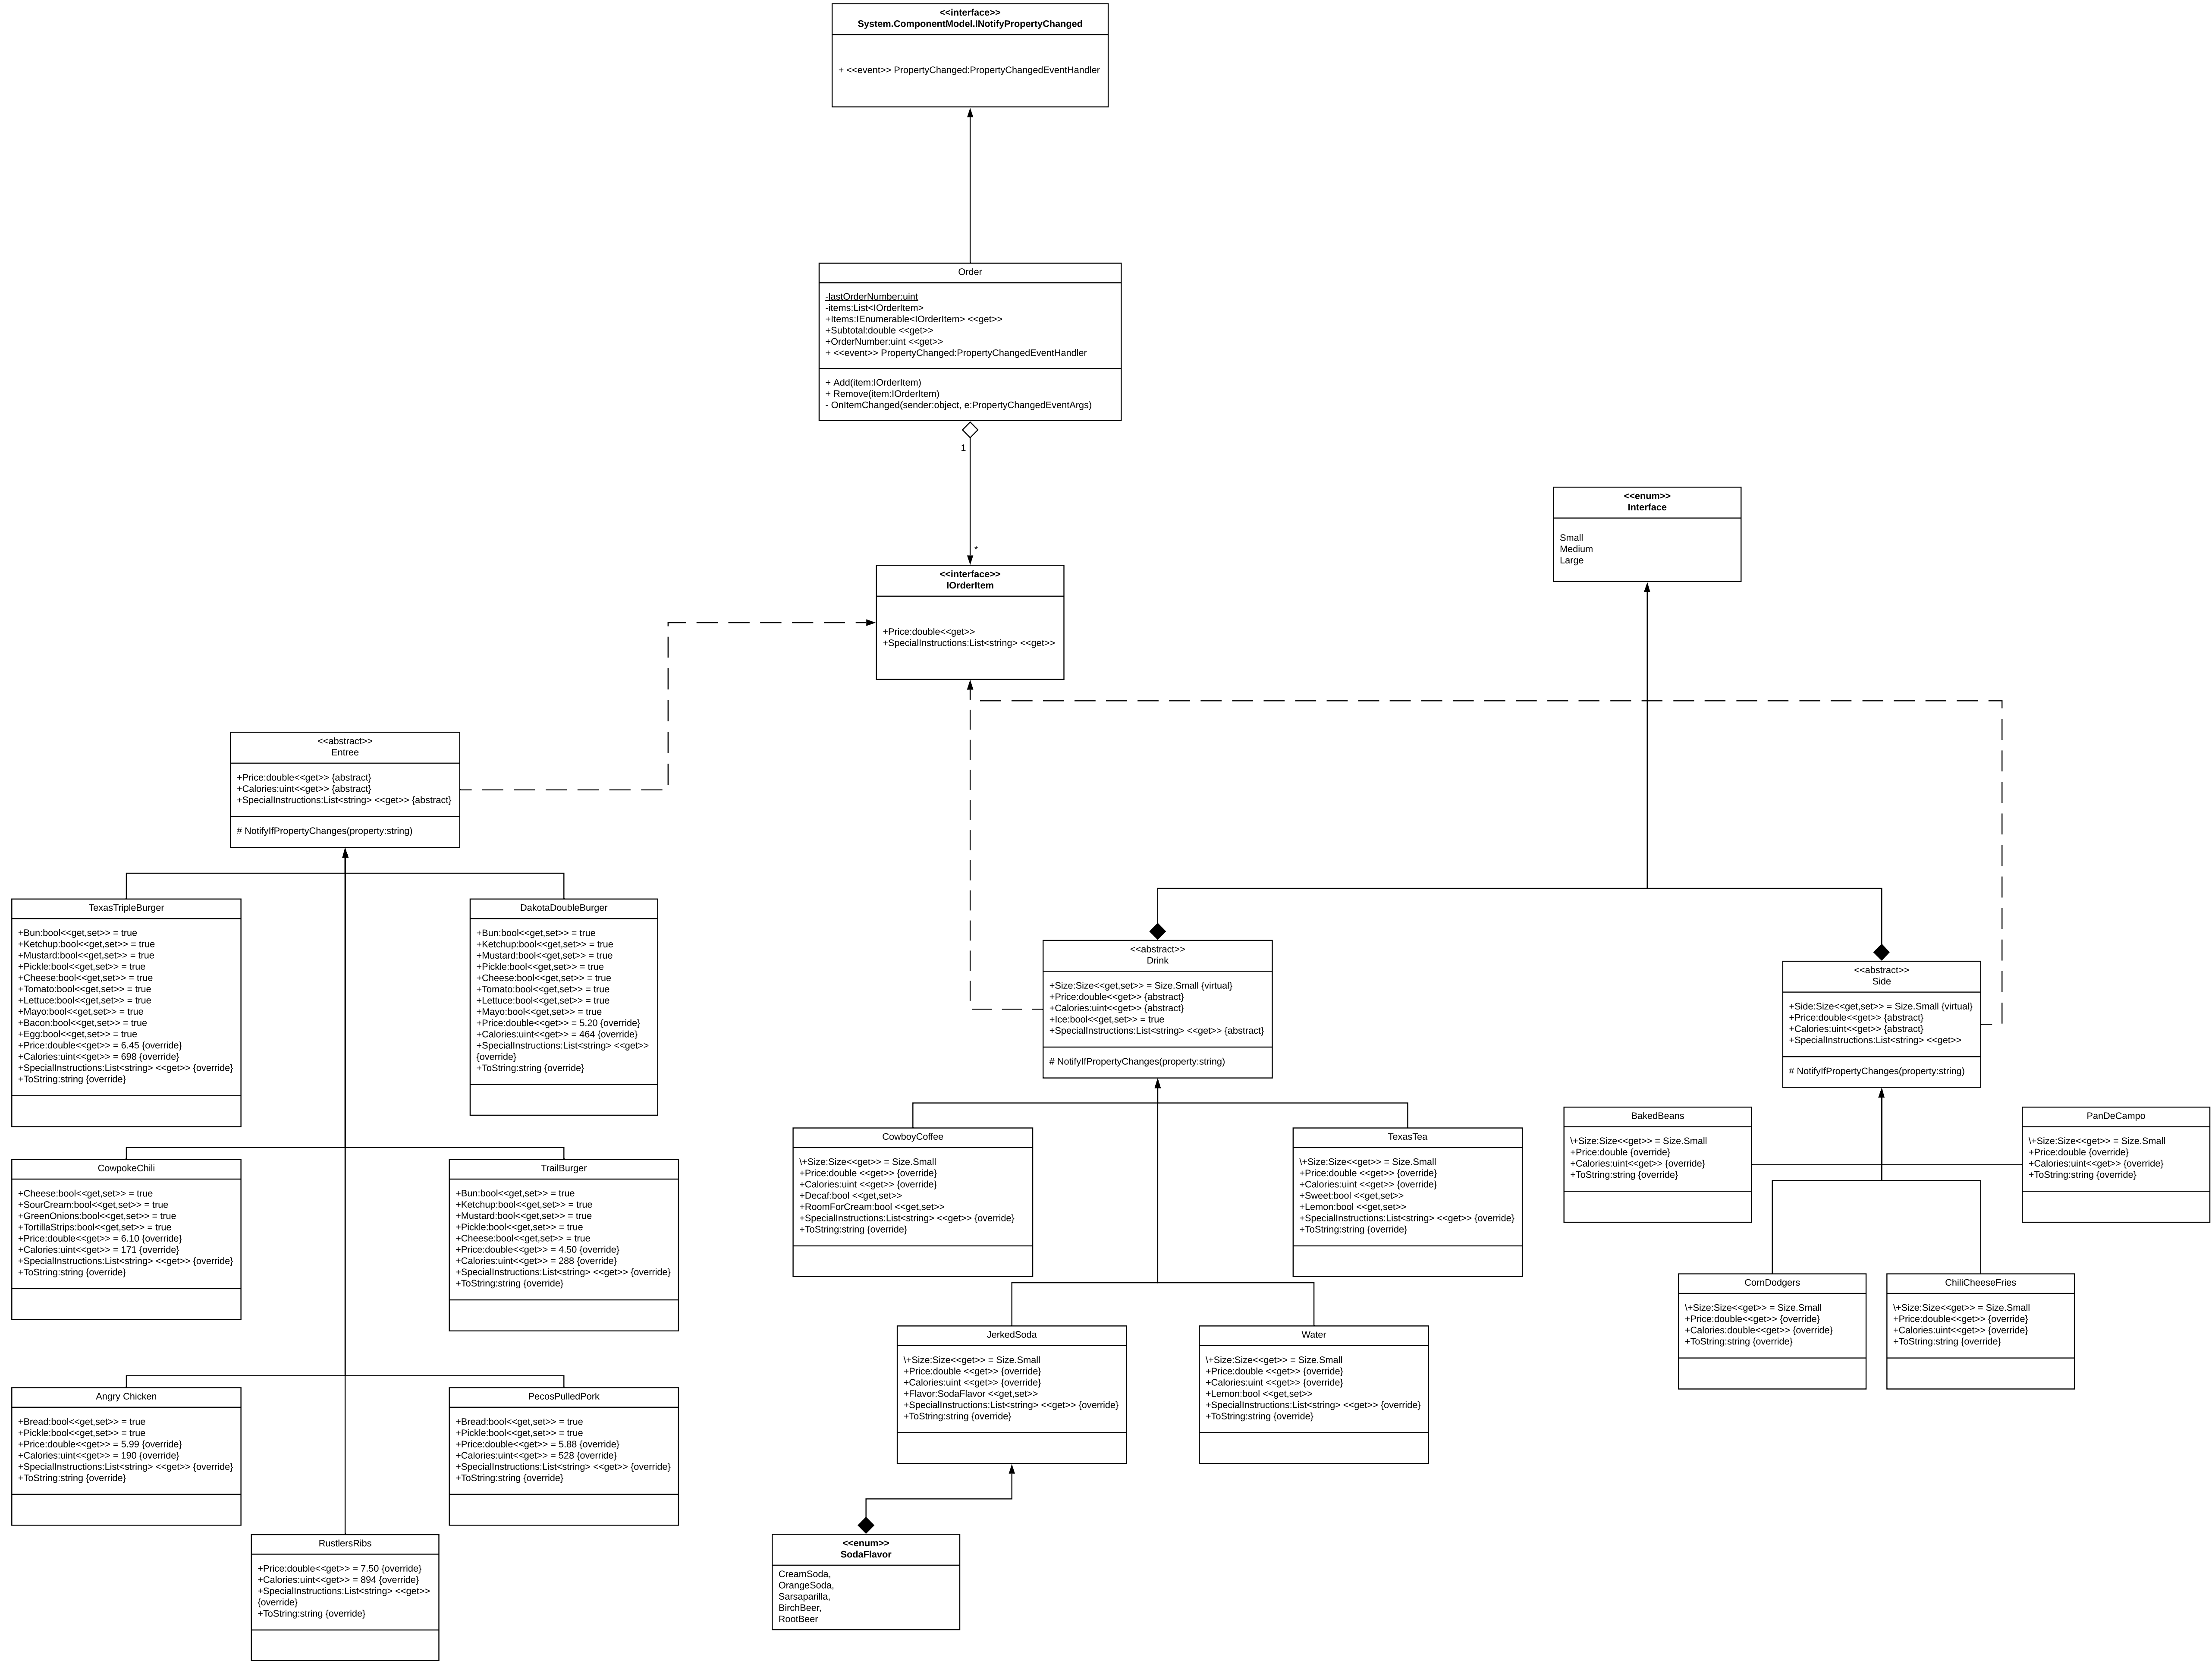 <<interface>>
System.ComponentModel.INotifyPropertyChanged
+ <<event>> PropertyChanged:PropertyChangedEventHandler
Order
-lastOrderNumber:uint
-items:List<IOrderItem>
+Items:IEnumerable<IOrderItem> <<get>>
+Subtotal:double <<get>>
+OrderNumber:uint <<get>>
+ <<event>> PropertyChanged:PropertyChangedEventHandler
+ Add(item:IOrderItem)
+ Remove(item:IOrderItem)
- OnItemChanged(sender:object, e:PropertyChangedEventArgs)
1
*
<<enum>>
Interface
Small
Medium
Large
<<interface>>
IOrderItem
+Price:double<<get>>
+SpecialInstructions:List<string> <<get>>
<<abstract>>
Entree
+Price:double<<get>> {abstract}
+Calories:uint<<get>> {abstract}
+SpecialInstructions:List<string> <<get>> {abstract}
# NotifyIfPropertyChanges(property:string)
TexasTripleBurger
+Bun:bool<<get,set>> = true
+Ketchup:bool<<get,set>> = true
+Mustard:bool<<get,set>> = true
+Pickle:bool<<get,set>> = true
+Cheese:bool<<get,set>> = true
+Tomato:bool<<get,set>> = true
+Lettuce:bool<<get,set>> = true
+Mayo:bool<<get,set>> = true
+Bacon:bool<<get,set>> = true
+Egg:bool<<get,set>> = true
+Price:double<<get>> = 6.45 {override}
+Calories:uint<<get>> = 698 {override}
+SpecialInstructions:List<string> <<get>> {override}
+ToString:string {override}
DakotaDoubleBurger
+Bun:bool<<get,set>> = true
+Ketchup:bool<<get,set>> = true
+Mustard:bool<<get,set>> = true
+Pickle:bool<<get,set>> = true
+Cheese:bool<<get,set>> = true
+Tomato:bool<<get,set>> = true
+Lettuce:bool<<get,set>> = true
+Mayo:bool<<get,set>> = true
+Price:double<<get>> = 5.20 {override}
+Calories:uint<<get>> = 464 {override}
+SpecialInstructions:List<string> <<get>>
{override}
+ToString:string {override}
CowpokeChili
+Cheese:bool<<get,set>> = true
+SourCream:bool<<get,set>> = true
+GreenOnions:bool<<get,set>> = true
+TortillaStrips:bool<<get,set>> = true
+Price:double<<get>> = 6.10 {override}
+Calories:uint<<get>> = 171 {override}
+SpecialInstructions:List<string> <<get>> {override}
+ToString:string {override}
TrailBurger
+Bun:bool<<get,set>> = true
+Ketchup:bool<<get,set>> = true
+Mustard:bool<<get,set>> = true
+Pickle:bool<<get,set>> = true
+Cheese:bool<<get,set>> = true
+Price:double<<get>> = 4.50 {override}
+Calories:uint<<get>> = 288 {override}
+SpecialInstructions:List<string> <<get>> {override}
+ToString:string {override}
Angry Chicken
+Bread:bool<<get,set>> = true
+Pickle:bool<<get,set>> = true
+Price:double<<get>> = 5.99 {override}
+Calories:uint<<get>> = 190 {override}
+SpecialInstructions:List<string> <<get>> {override}
+ToString:string {override}
PecosPulledPork
+Bread:bool<<get,set>> = true
+Pickle:bool<<get,set>> = true
+Price:double<<get>> = 5.88 {override}
+Calories:uint<<get>> = 528 {override}
+SpecialInstructions:List<string> <<get>> {override}
+ToString:string {override}
RustlersRibs
+Price:double<<get>> = 7.50 {override}
+Calories:uint<<get>> = 894 {override}
+SpecialInstructions:List<string> <<get>>
{override}
+ToString:string {override}
<<abstract>>
Drink
+Size:Size<<get,set>> = Size.Small {virtual}
+Price:double<<get>> {abstract}
+Calories:uint<<get>> {abstract}
+Ice:bool<<get,set>> = true
+SpecialInstructions:List<string> <<get>> {abstract}
# NotifyIfPropertyChanges(property:string)
CowboyCoffee
\+Size:Size<<get>> = Size.Small
+Price:double <<get>> {override}
+Calories:uint <<get>> {override}
+Decaf:bool <<get,set>>
+RoomForCream:bool <<get,set>>
+SpecialInstructions:List<string> <<get>> {override}
+ToString:string {override}
TexasTea
\+Size:Size<<get>> = Size.Small
+Price:double <<get>> {override}
+Calories:uint <<get>> {override}
+Sweet:bool <<get,set>>
+Lemon:bool <<get,set>>
+SpecialInstructions:List<string> <<get>> {override}
+ToString:string {override}
JerkedSoda
\+Size:Size<<get>> = Size.Small
+Price:double <<get>> {override}
+Calories:uint <<get>> {override}
+Flavor:SodaFlavor <<get,set>>
+SpecialInstructions:List<string> <<get>> {override}
+ToString:string {override}
Water
\+Size:Size<<get>> = Size.Small
+Price:double <<get>> {override}
+Calories:uint <<get>> {override}
+Lemon:bool <<get,set>>
+SpecialInstructions:List<string> <<get>> {override}
+ToString:string {override}
<<enum>>
SodaFlavor
CreamSoda,
OrangeSoda,
Sarsaparilla,
BirchBeer,
RootBeer
<<abstract>>
Side
+Side:Size<<get,set>> = Size.Small {virtual}
+Price:double<<get>> {abstract}
+Calories:uint<<get>> {abstract}
+SpecialInstructions:List<string> <<get>>
# NotifyIfPropertyChanges(property:string)
BakedBeans
\+Size:Size<<get>> = Size.Small
+Price:double {override}
+Calories:uint<<get>> {override}
+ToString:string {override}
PanDeCampo
\+Size:Size<<get>> = Size.Small
+Price:double {override}
+Calories:uint<<get>> {override}
+ToString:string {override}
CornDodgers
\+Size:Size<<get>> = Size.Small
+Price:double<<get>> {override}
+Calories:double<<get>> {override}
+ToString:string {override}
ChiliCheeseFries
\+Size:Size<<get>> = Size.Small
+Price:double<<get>> {override}
+Calories:uint<<get>> {override}
+ToString:string {override}